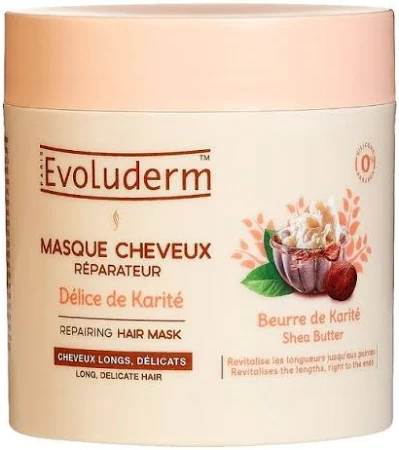 PARIS
Evoluderm™
MASQUE CHEVEUX
RÉPARATEUR
Délice de Karité
REPAIRING HAIR MASK
CHEVEUX LONGS, DÉLICATS
LONG, DELICATE HAIR
0%
Beurre de Karité
Shea Butter
Revitalise les longueurs jusqu'aux pointes
Revitalises the lengths, right to the ends